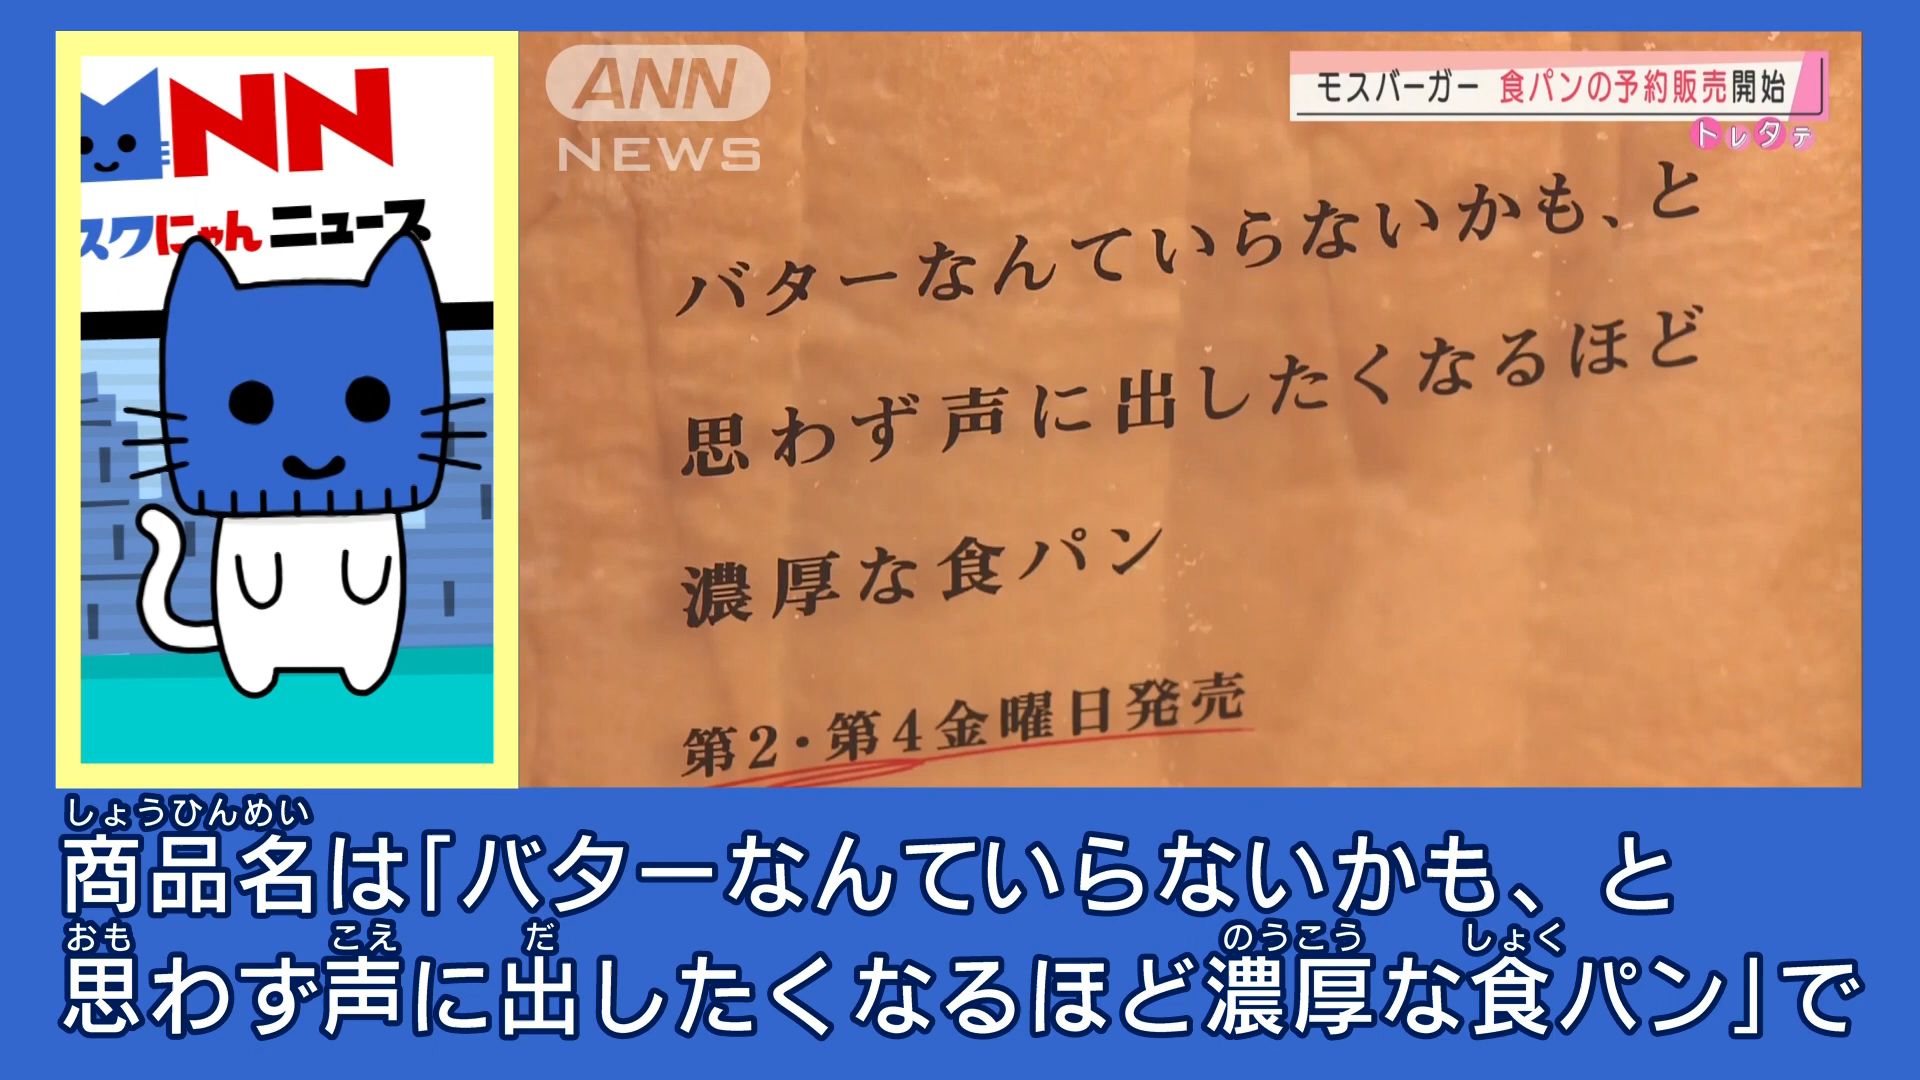 NN
スクにゃんニュース
ANN
NEWS
モスバーガー 食パンの予約販売開始
トレタテ
バターなんていらないかも、と
思わず声に出したくなるほど
濃厚な食パン
第2・第4金曜日発売
しょうひんめい
商品名は「バターなんていらないかも、と
おも こえ だ のうこう しょく
思わず声に出したくなるほど濃厚な食パン」で